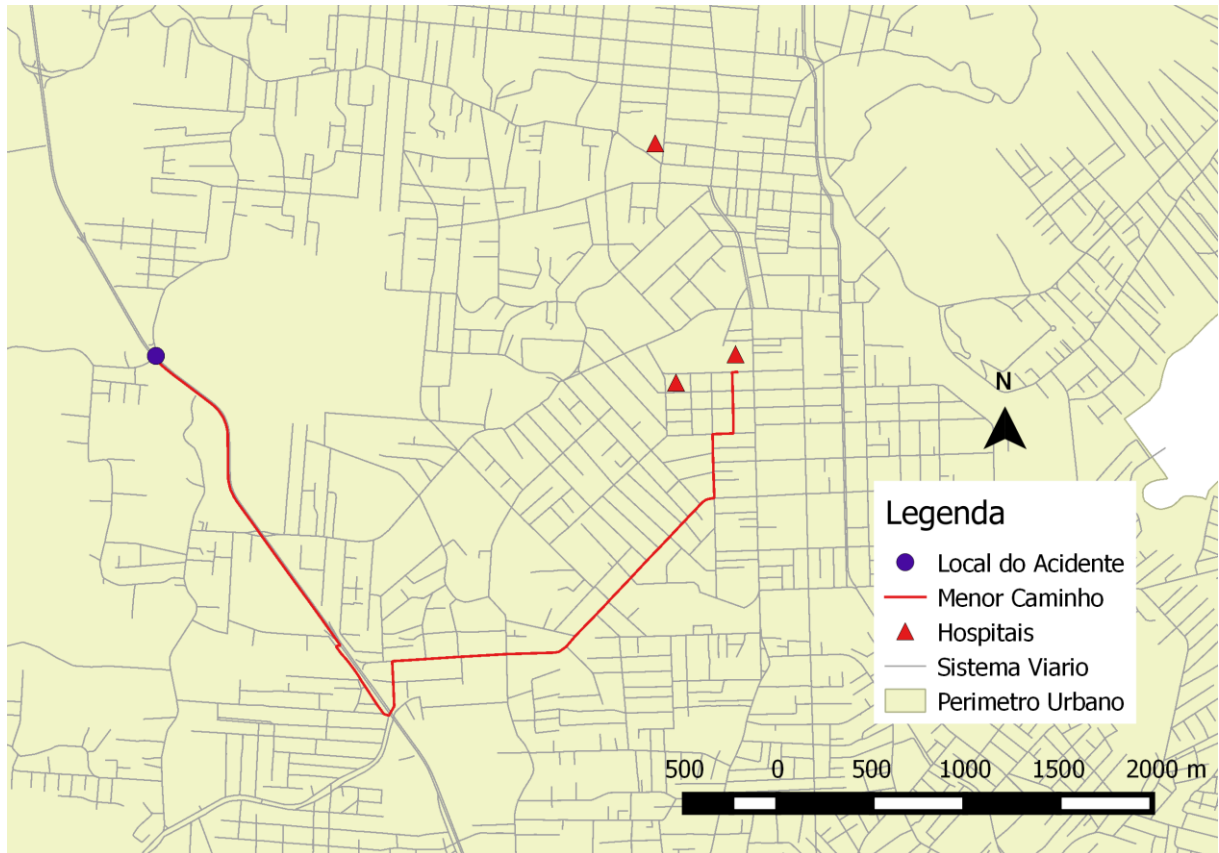 N
Legenda
Local do Acidente
Menor Caminho
Hospitais
Sistema Viario
Perimetro Urbano
500 0 500 1000 1500 2000 m